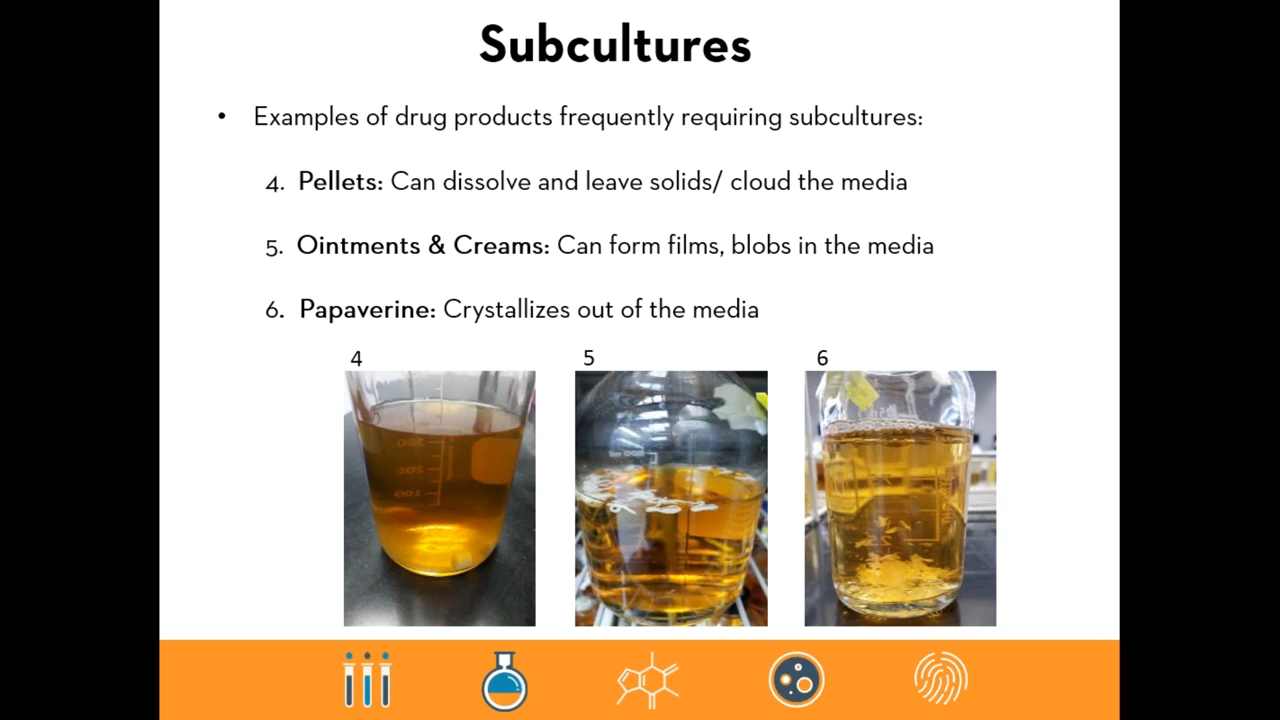 Subcultures
• Examples of drug products frequently requiring subcultures:
4. Pellets: Can dissolve and leave solids/ cloud the media
5. Ointments & Creams: Can form films, blobs in the media
6. Papaverine: Crystallizes out of the media
4 5 6